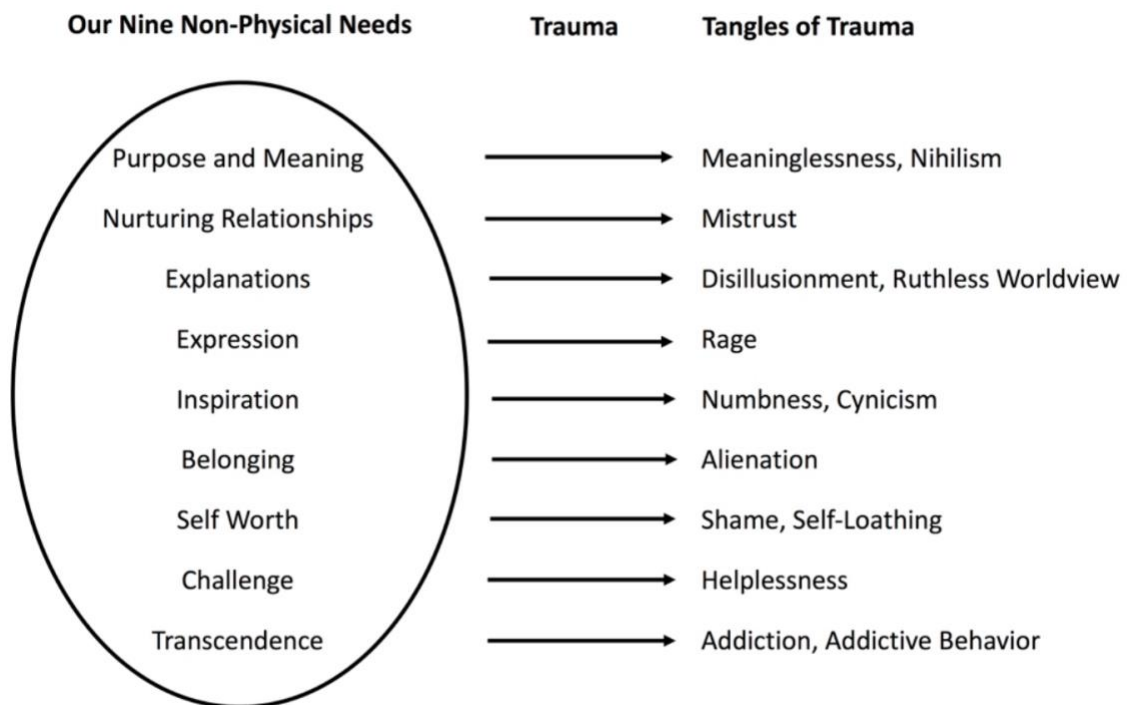 Our Nine Non-Physical Needs Trauma Tangles of Trauma
Purpose and Meaning Meaninglessness, Nihilism
Nurturing Relationships Mistrust
Explanations Disillusionment, Ruthless Worldview
Expression Rage
Inspiration Numbness, Cynicism
Belonging Alienation
Self Worth Shame, Self-Loathing
Challenge Helplessness
Transcendence Addiction, Addictive Behavior